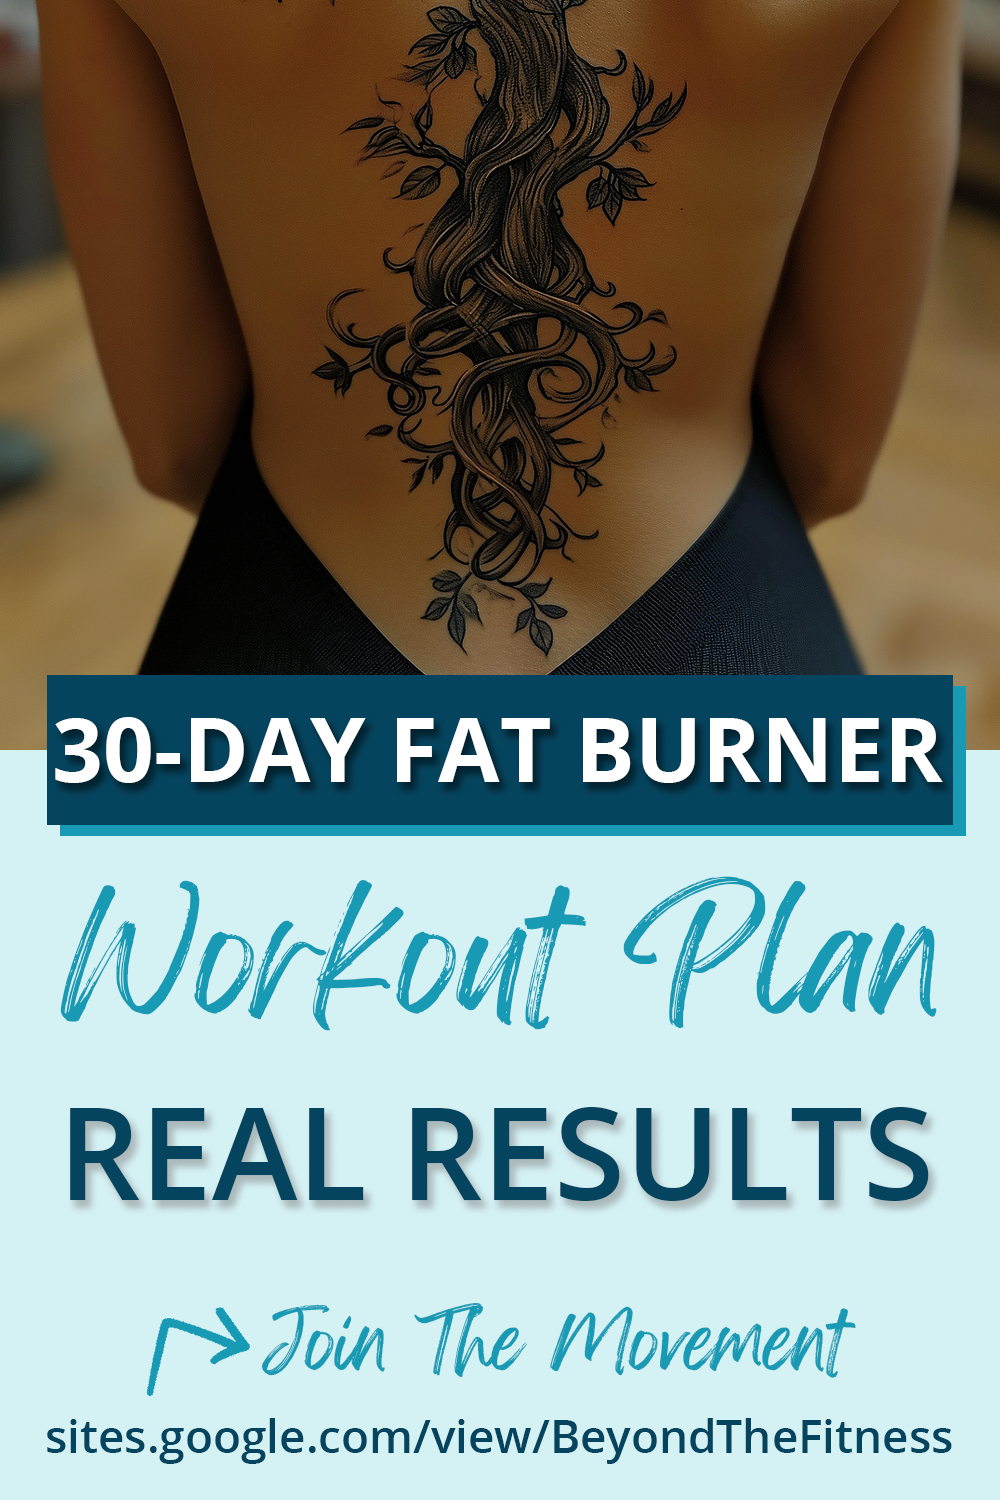 30-DAY FAT BURNER
Workout Plan
REAL RESULTS
Join The Movement
sites.google.com/view/BeyondTheFitness